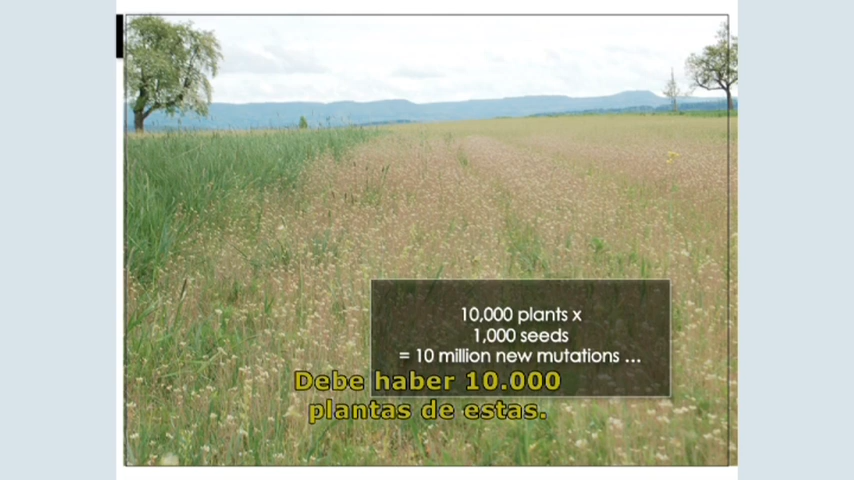 10,000 plants x
1,000 seeds
= 10 million new mutations ...
Debe haber 10.000
plantas de estas.